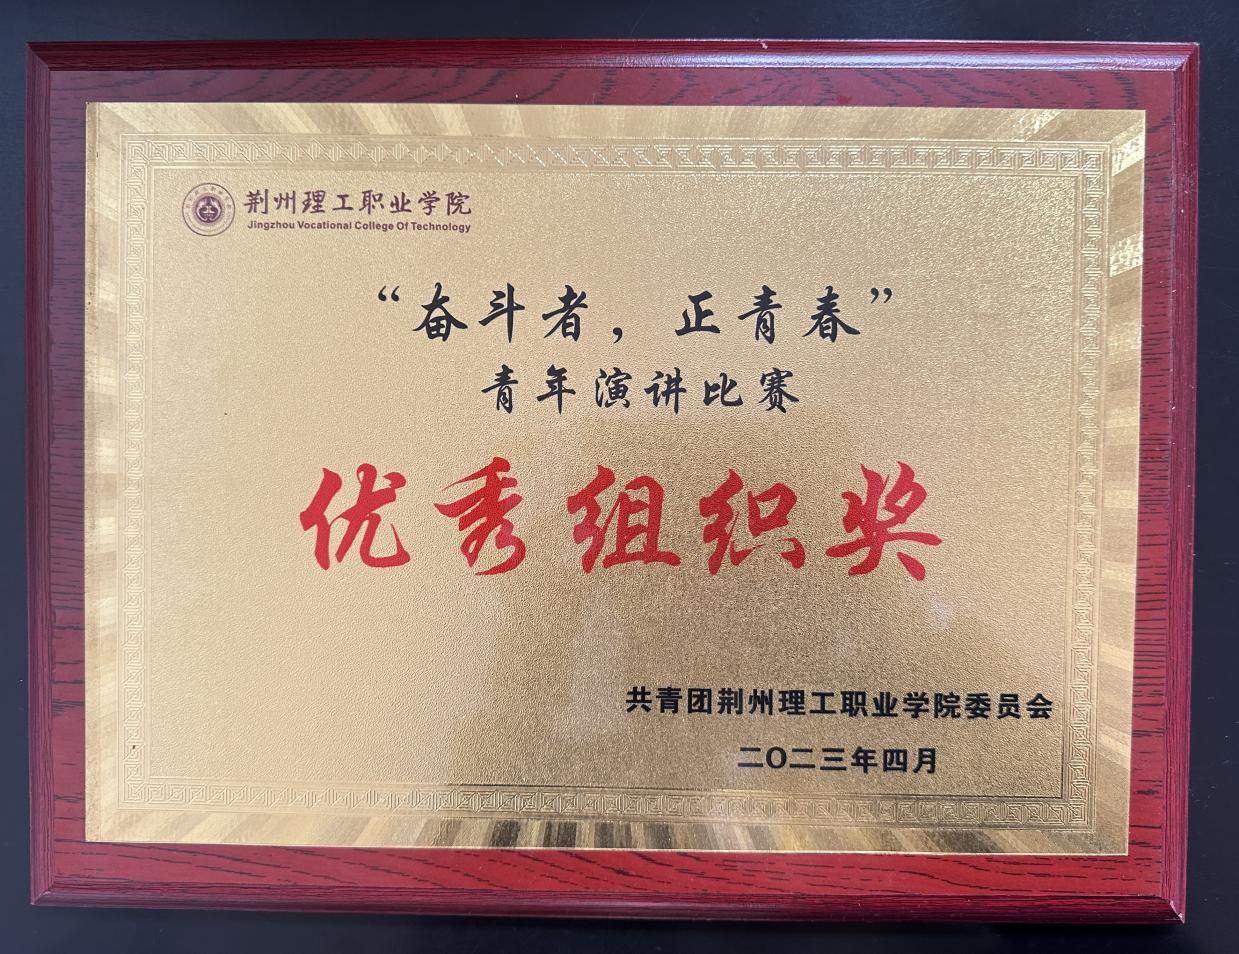 荆州理工职业学院
Jingzhou Vocational College Of Technology
“奋斗者，正青春”
青年演讲比赛
优秀组织奖
共青团荆州理工职业学院委员会
二〇二三年四月